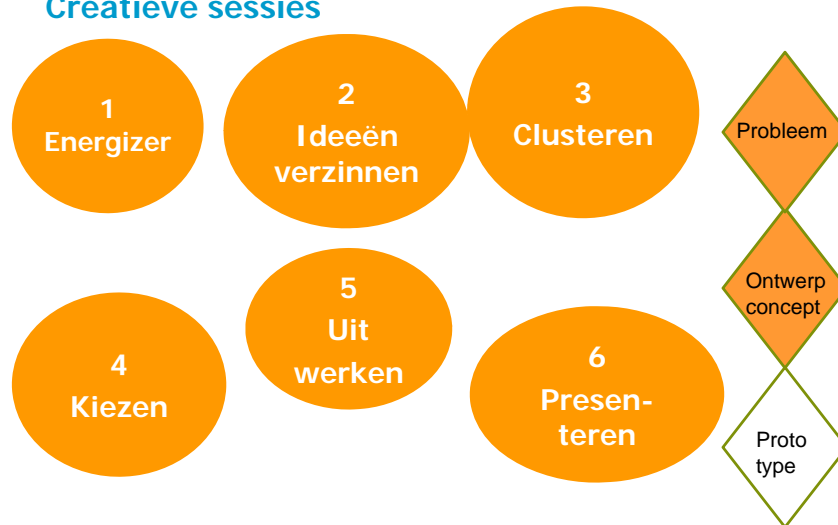 Creatieve sessies
1
Energizer
2
Ideeën
verzinnen
3
Clusteren
4
Kiezen
5
Uit
werken
6
Presen-
teren
Probleem
Ontwerp
concept
Proto
type